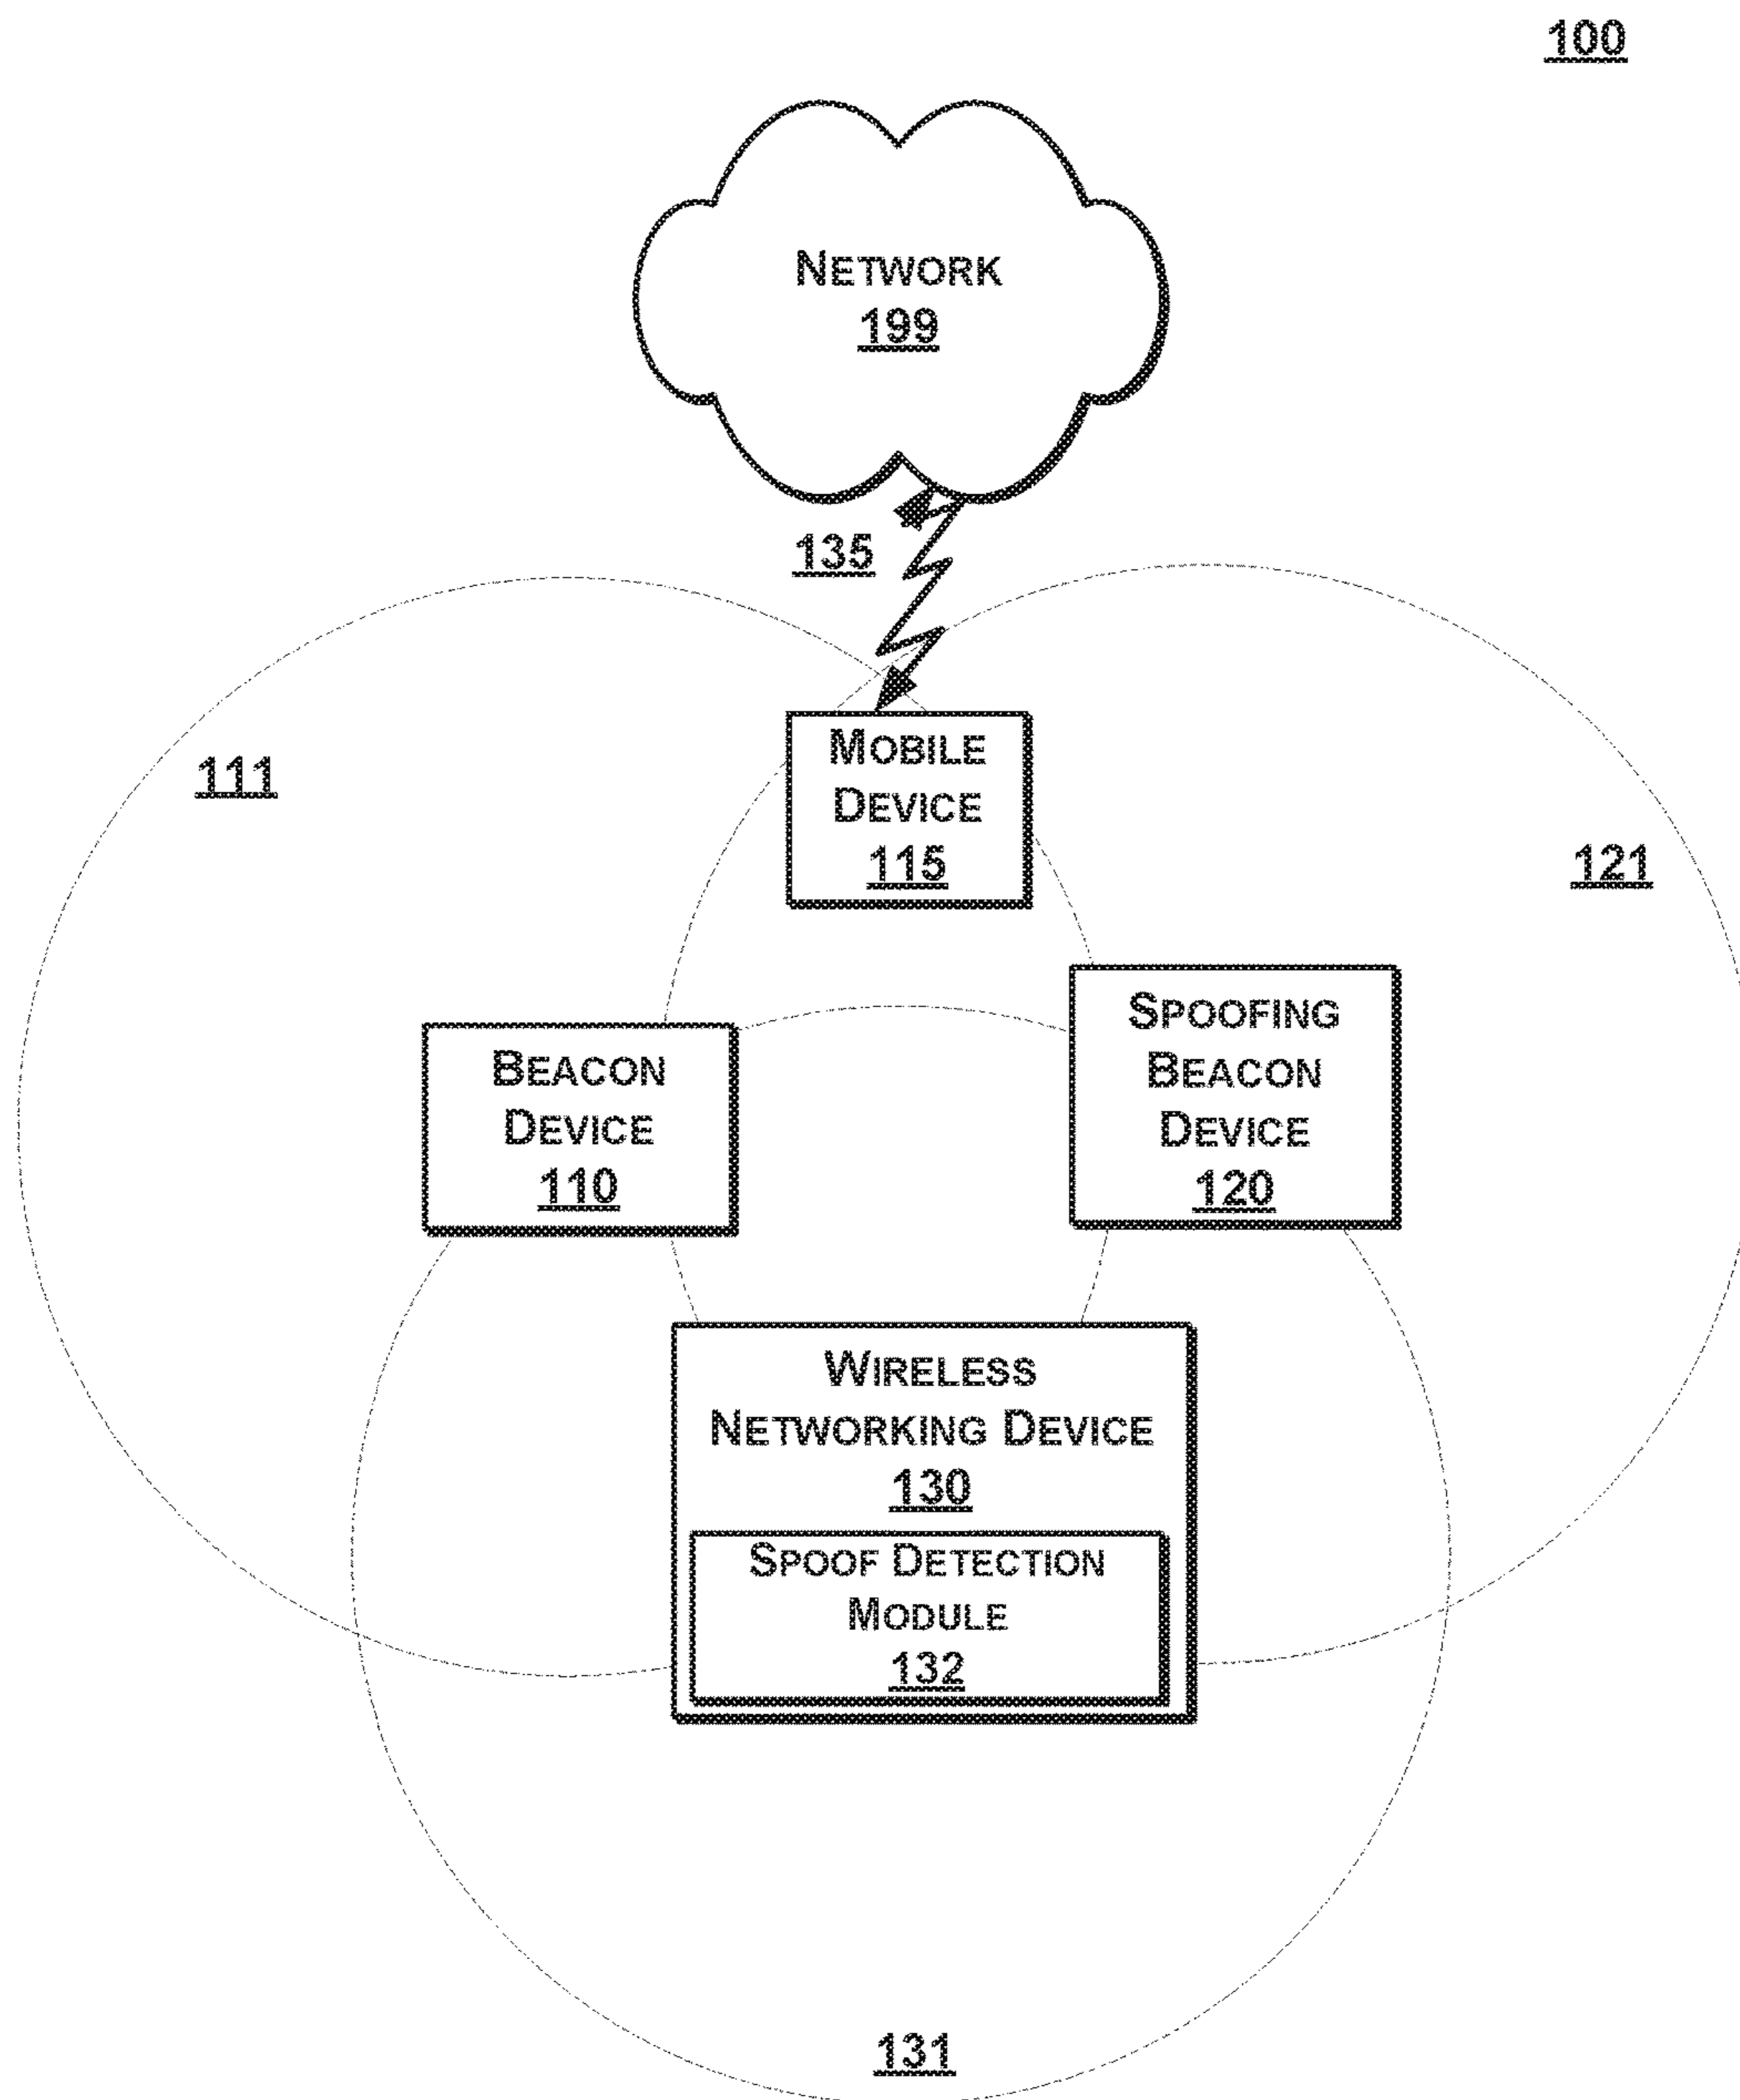 100
NETWORK
199
135
111
MOBILE
DEVICE
115
121
SPOOFING
BEACON
DEVICE
120
BEACON
DEVICE
110
WIRELESS
NETWORKING DEVICE
130
SPOOF DETECTION
MODULE
132
131